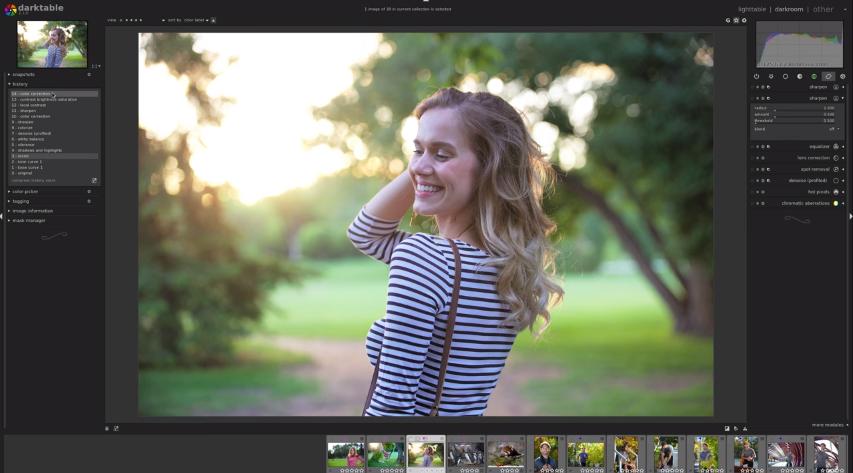 darktable
1 image of 30 in current collection is selected
lighttable | darkroom | other
view
sort by color label
snapshots
history
14 - color correction
13 - contrast brightness saturation
12 - local contrast
11 - sharpen
10 - color correction
9 - sharpen
8 - colorize
7 - denoise (profiled)
6 - white balance
5 - vibrance
4 - shadows and highlights
3 - levels
2 - base curve 1
1 - base curve 1
0 - original
compress history stack
color picker
tagging
image information
mask manager
sharpen
sharpen
radius
amount
threshold
blend off
equalizer
lens correction
spot removal
denoise (profiled)
hot pixels
chromatic aberrations
more modules